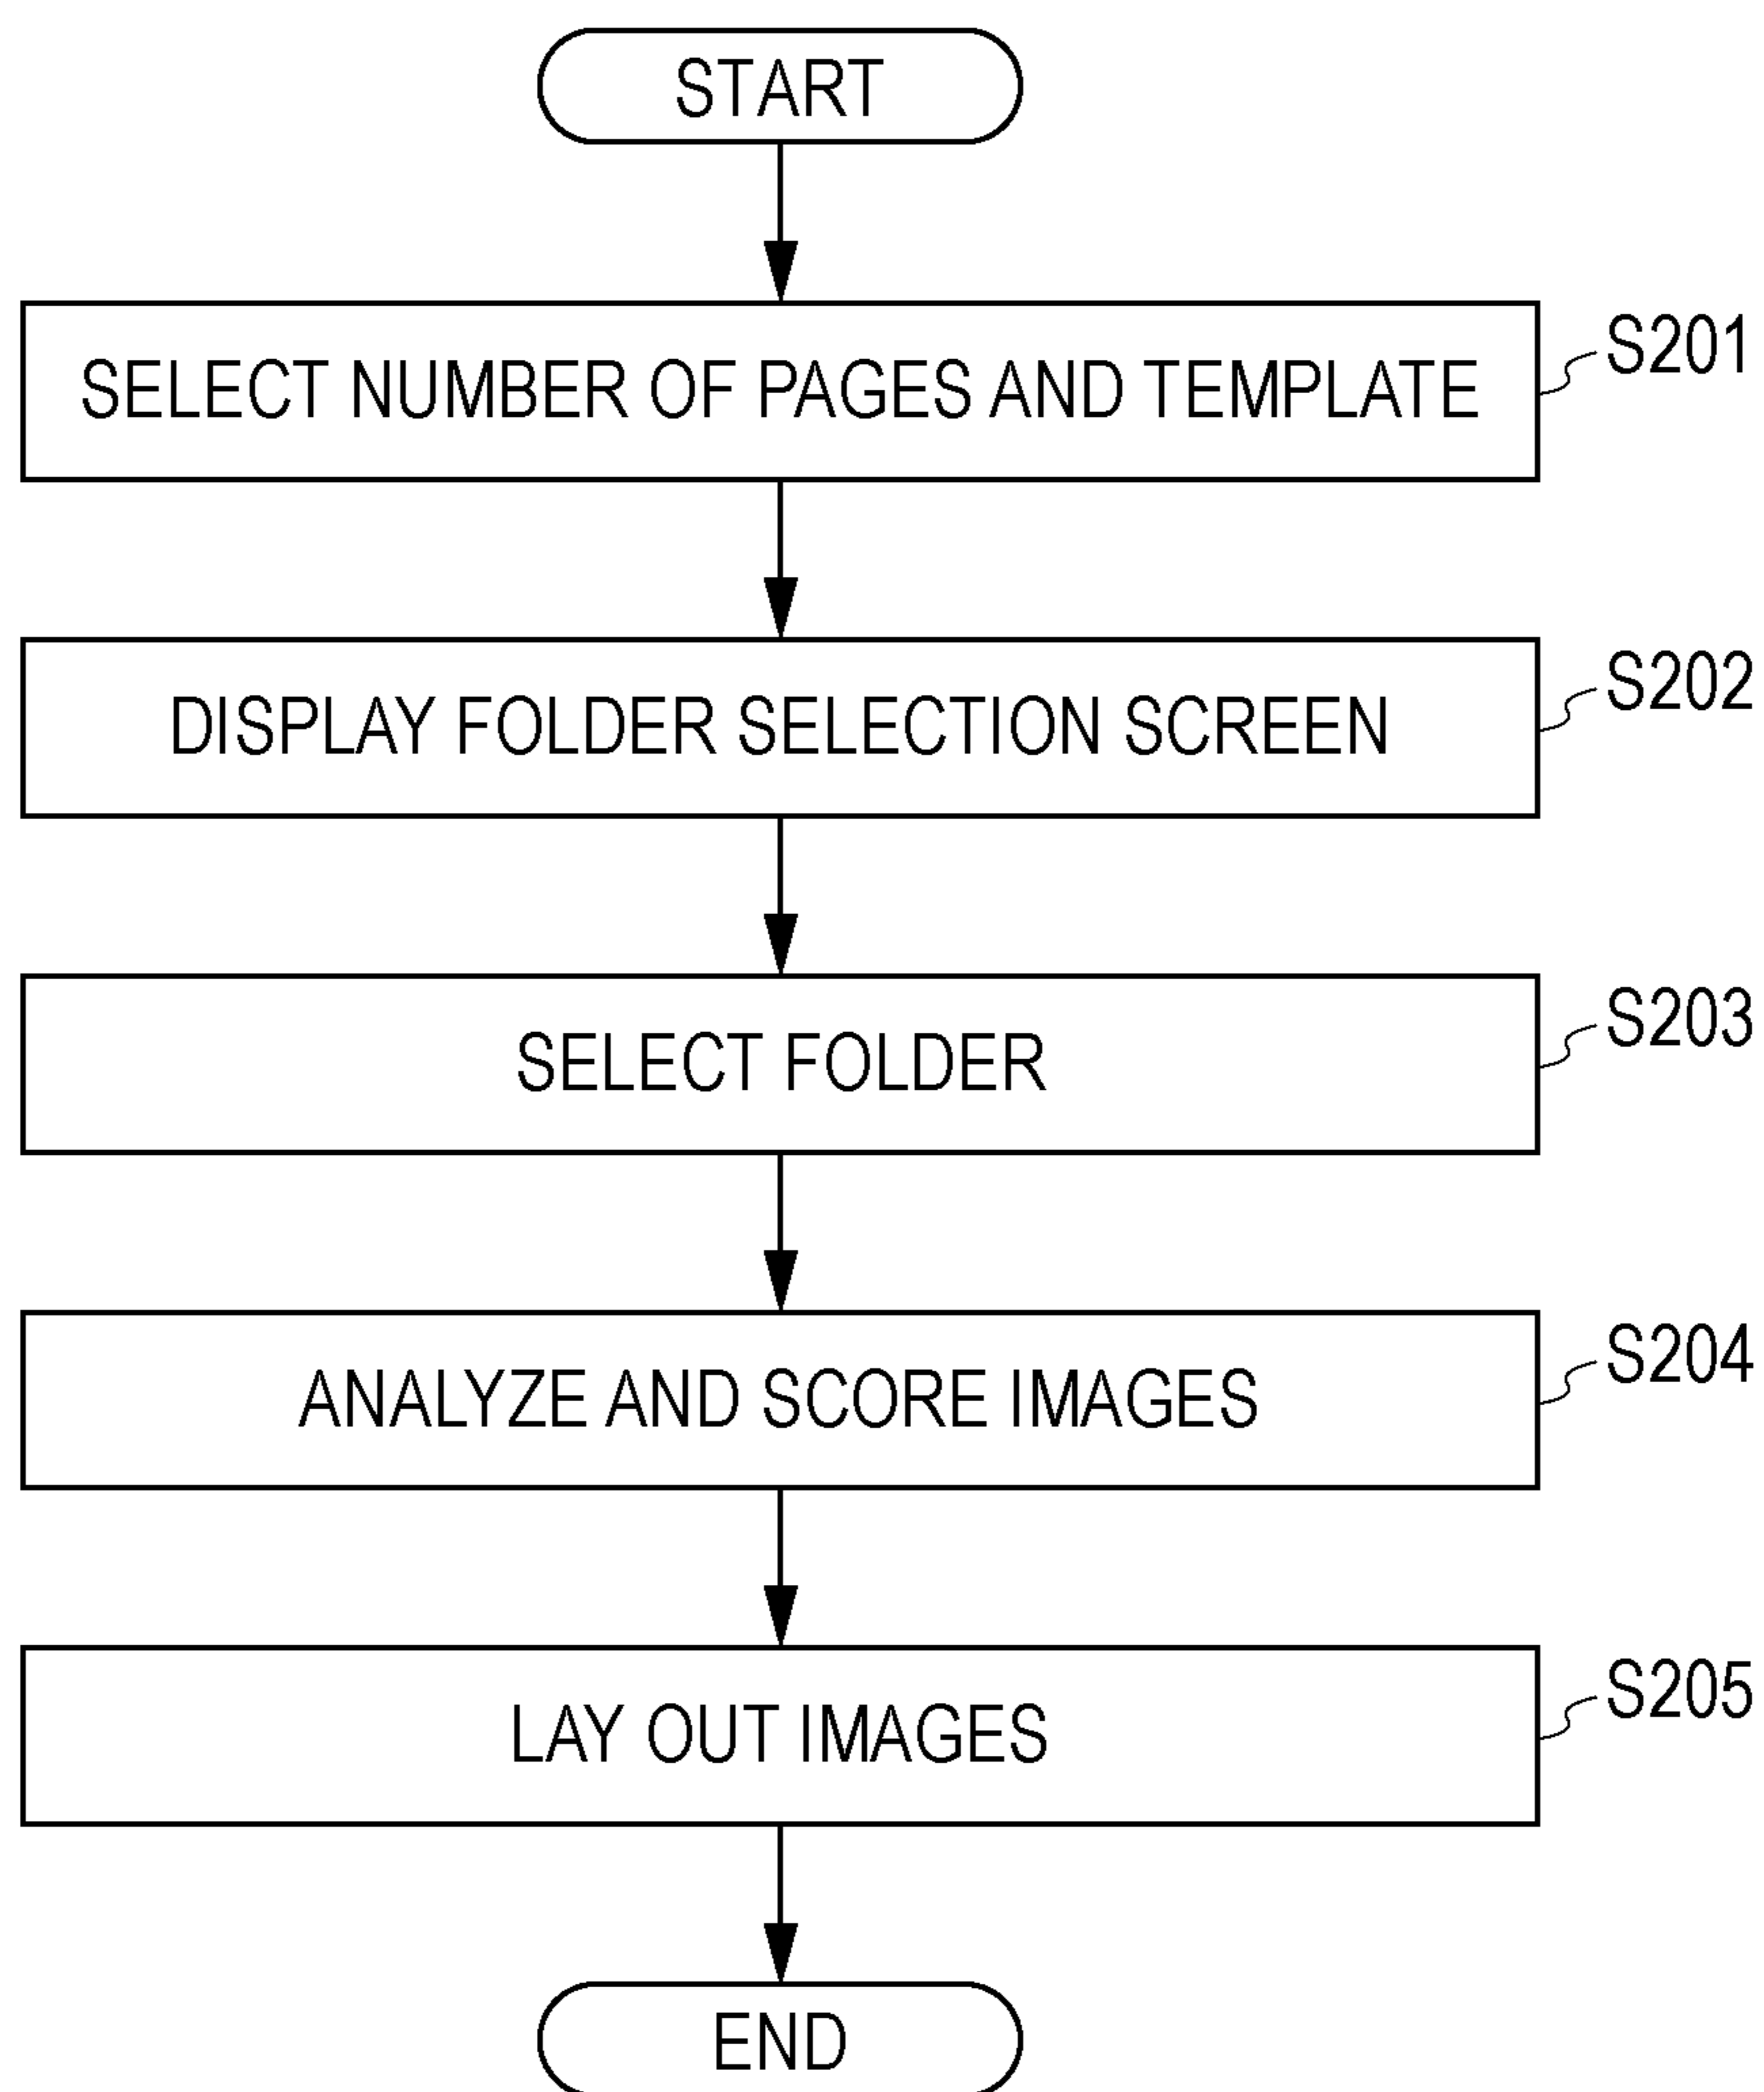 START
SELECT NUMBER OF PAGES AND TEMPLATE
S201
DISPLAY FOLDER SELECTION SCREEN
S202
SELECT FOLDER
S203
ANALYZE AND SCORE IMAGES
S204
LAY OUT IMAGES
S205
END